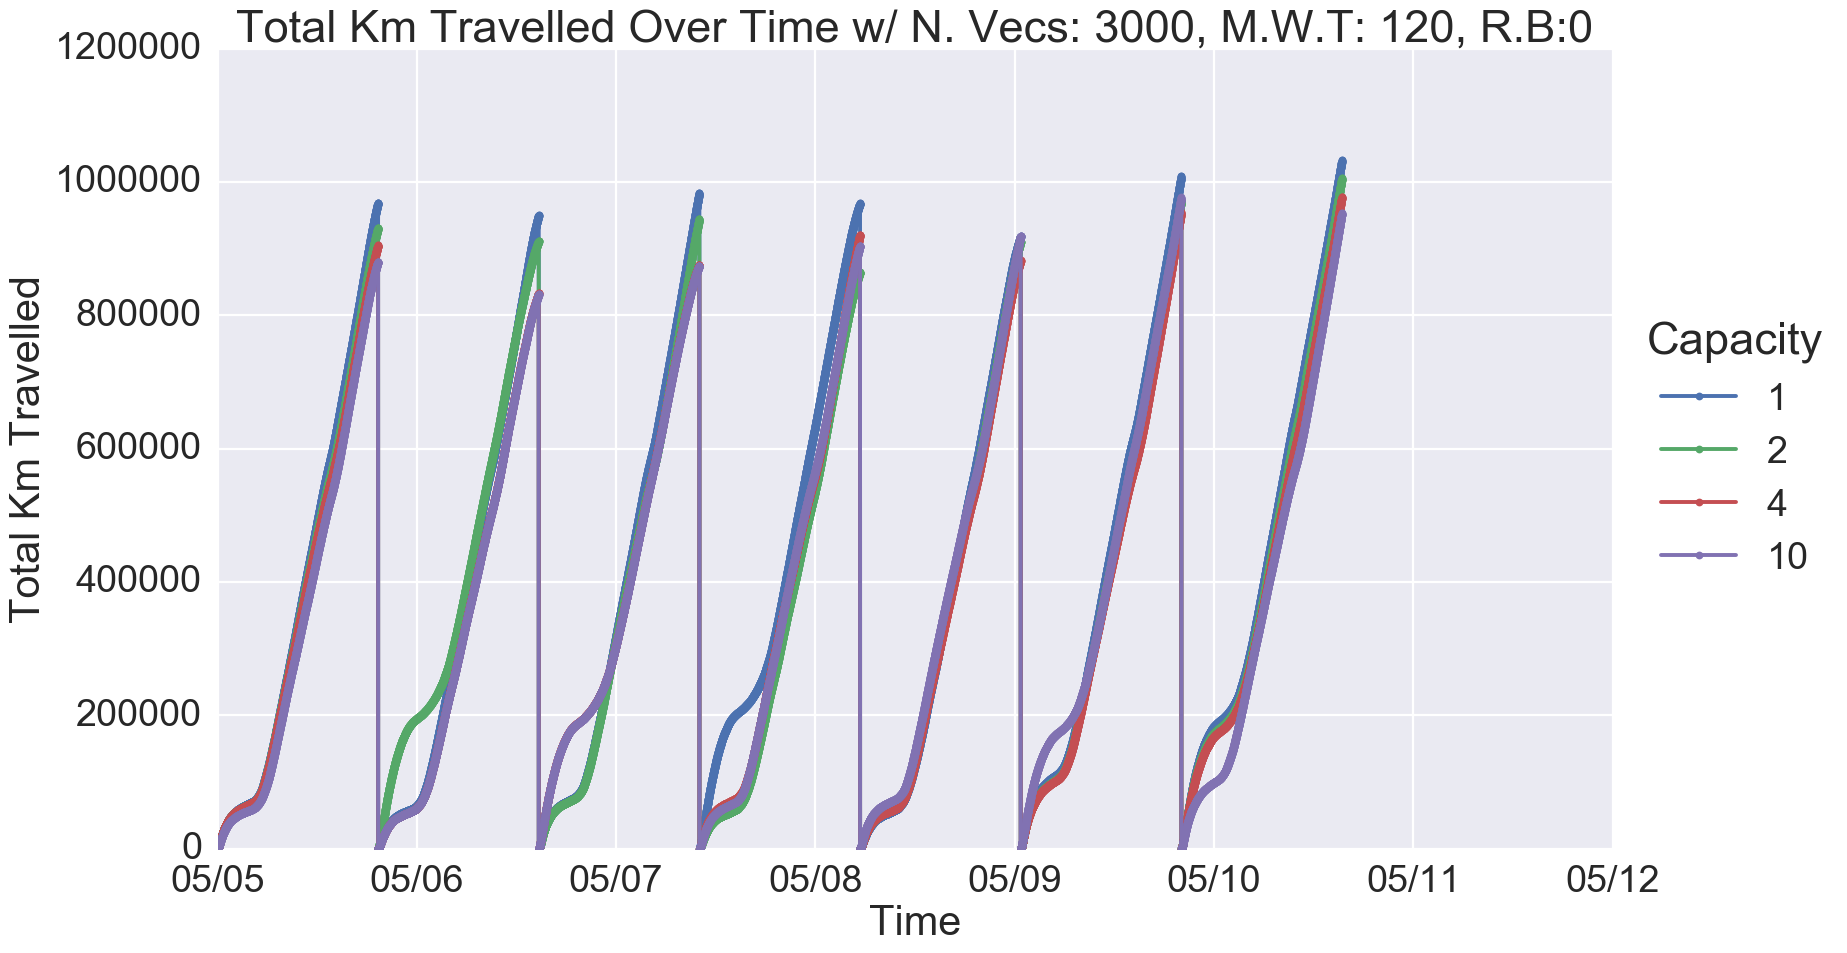 Total Km Travelled Over Time w/ N. Vecs: 3000, M.W.T: 120, R.B:0
Total Km Travelled
1200000
1000000
800000
600000
400000
200000
0
05/05 05/06 05/07 05/08 05/09 05/10 05/11 05/12
Time
Capacity
1
2
4
10